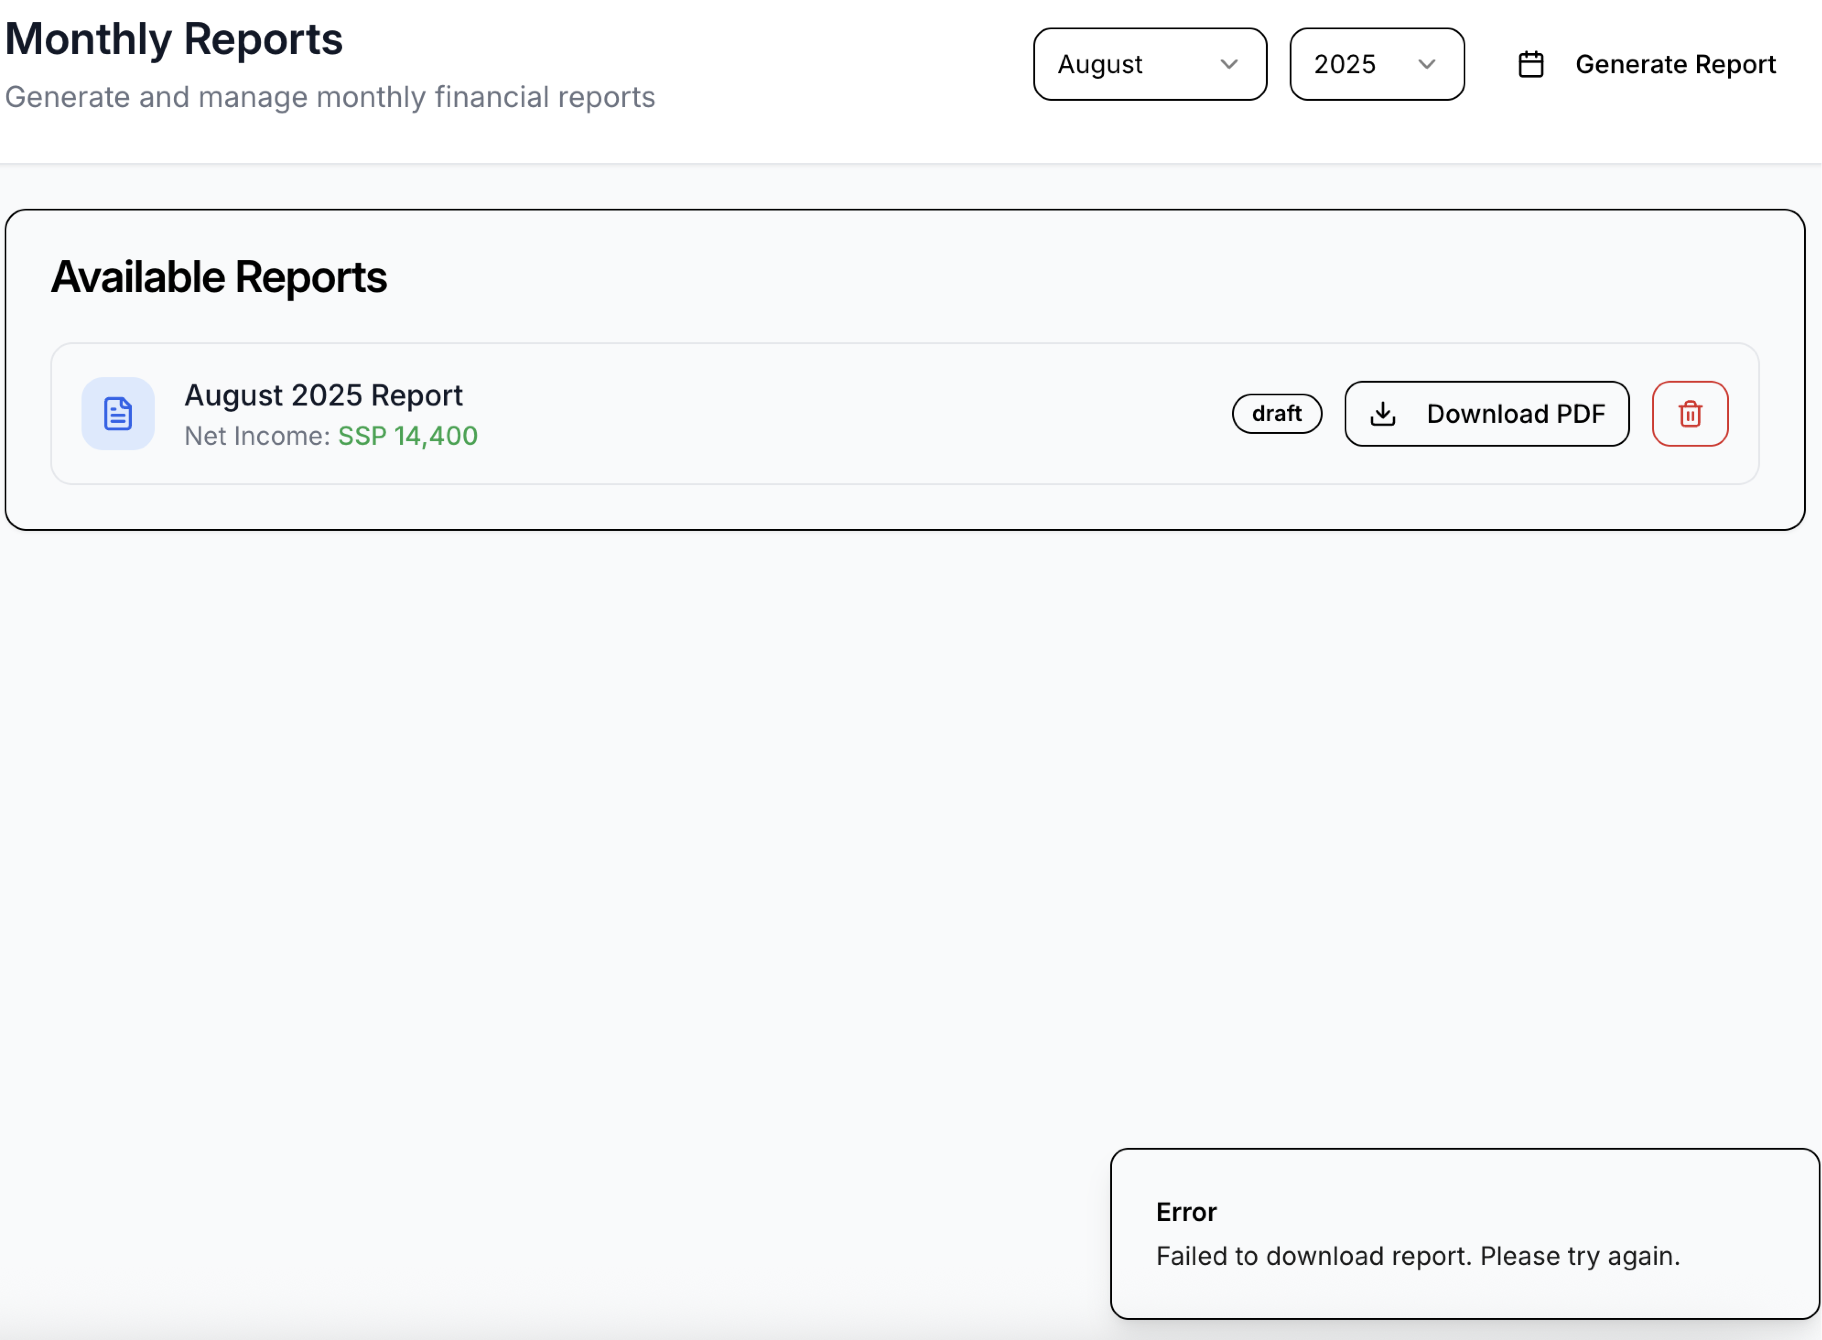 Monthly Reports
Generate and manage monthly financial reports
August
2025
Generate Report
Available Reports
August 2025 Report
Net Income: SSP 14,400
draft
Download PDF
Error
Failed to download report. Please try again.